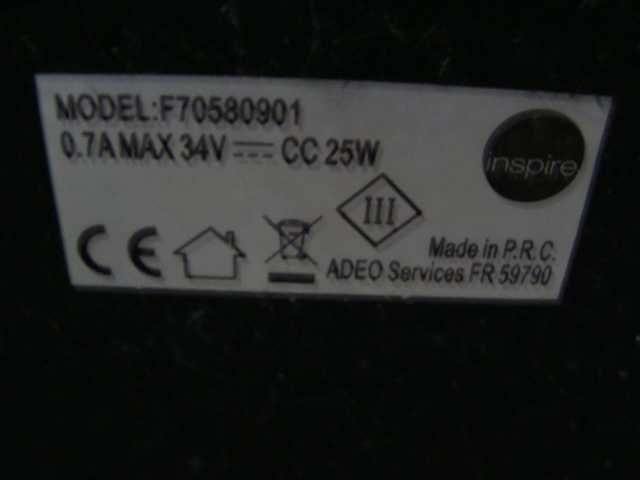 MODEL:F70580901
0.7A MAX 34V ⎓ CC 25W
inspire
III
CE
Made in P.R.C.
ADEO Services FR 59790